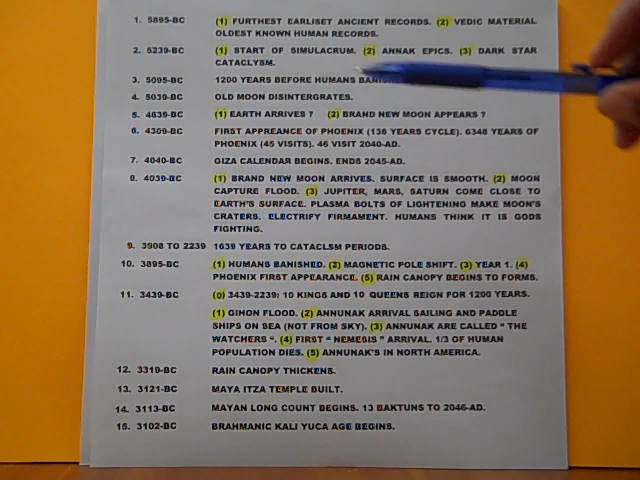 1. 5895-BC (1) FURTHEST EARLISET ANCIENT RECORDS. (2) VEDIC MATERIAL
OLDEST KNOWN HUMAN RECORDS.
2. 5239-BC (1) START OF SIMULACRUM. (2) ANNAK EPICS. (3) DARK STAR
CATACLYSM.
3. 5095-BC 1200 YEARS BEFORE HUMANS
4. 5039-BC OLD MOON DISINTERGRATES.
5. 4639-BC (1) EARTH ARRIVES ? (2) BRAND NEW MOON APPEARS ?
6. 4309-BC FIRST APPREANCE OF PHOENIX (138 YEARS CYCLE). 6348 YEARS OF
PHOENIX (45 VISITS). 46 VISIT 2040-AD.
7. 4040-BC GIZA CALENDAR BEGINS. ENDS 2045-AD.
8. 4039-BC (1) BRAND NEW MOON ARRIVES. SURFACE IS SMOOTH. (2) MOON
CAPTURE FLOOD. (3) JUPITER, MARS, SATURN COME CLOSE TO
EARTH'S SURFACE. PLASMA BOLTS OF LIGHTENING MAKE MOON'S
CRATERS. ELECTRIFY FIRMAMENT. HUMANS THINK IT IS GODS
FIGHTING.
9. 3908 TO 2239 1639 YEARS TO CATACLSM PERIODS.
10. 3895-BC (1) HUMANS BANISHED. (2) MAGNETIC POLE SHIFT. (3) YEAR 1. (4)
PHOENIX FIRST APPEARANCE. (5) RAIN CANOPY BEGINS TO FORMS.
11. 3439-BC (0) 3439-2239: 10 KINGS AND 10 QUEENS REIGN FOR 1200 YEARS.
(1) GIHON FLOOD. (2) ANNUNAK ARRIVAL SAILING AND PADDLE
SHIPS ON SEA (NOT FROM SKY). (3) ANNUNAK ARE CALLED " THE
WATCHERS ". (4) FIRST " NEMESIS " ARRIVAL. 1/3 OF HUMAN
POPULATION DIES. (5) ANNUNAK'S IN NORTH AMERICA.
12. 3319-BC RAIN CANOPY THICKENS.
13. 3121-BC MAYA ITZA TEMPLE BUILT.
14. 3113-BC MAYAN LONG COUNT BEGINS. 13 BAKTUNS TO 2046-AD.
15. 3102-BC BRAHMANIC KALI YUCA AGE BEGINS.